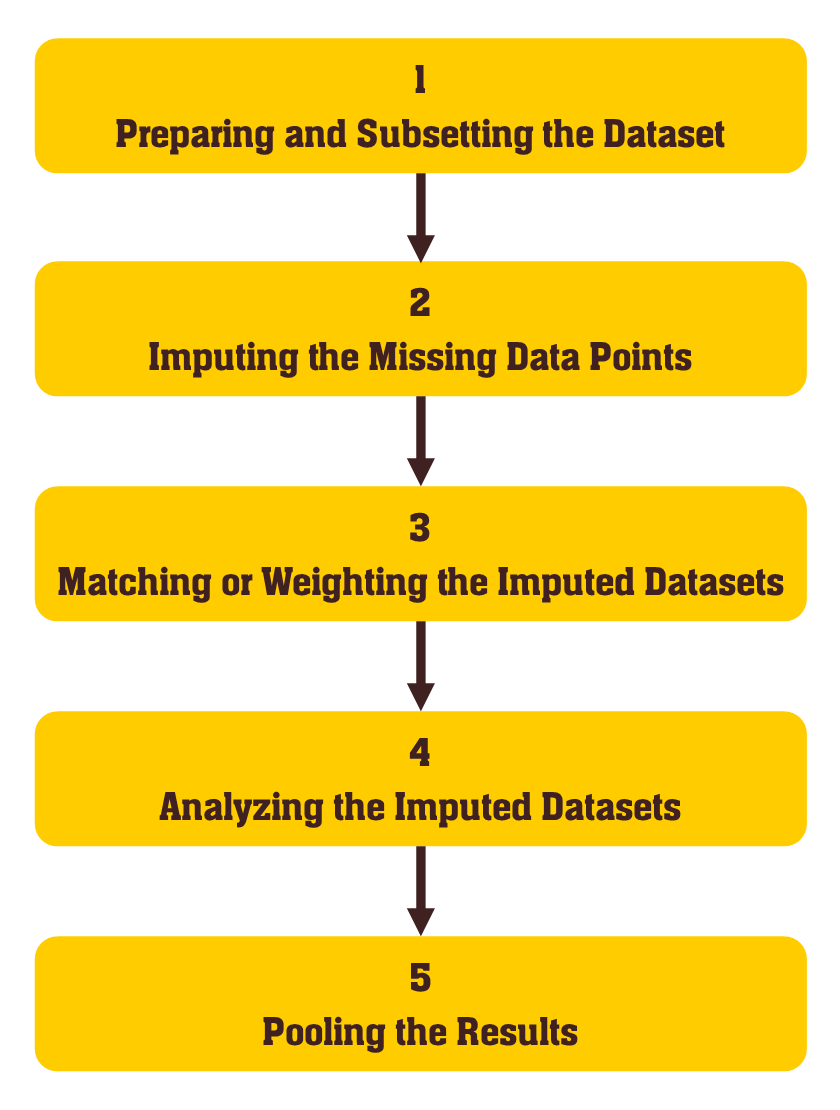 1
Preparing and Subsetting the Dataset
2
Imputing the Missing Data Points
3
Matching or Weighting the Imputed Datasets
4
Analyzing the Imputed Datasets
5
Pooling the Results